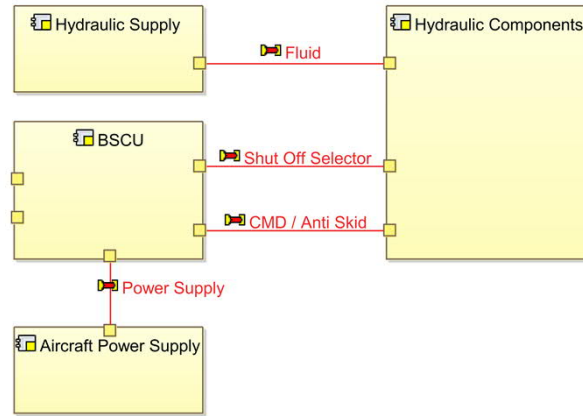 Hydraulic Supply
Hydraulic Components
Fluid
BSCU
Shut Off Selector
CMD / Anti Skid
Power Supply
Aircraft Power Supply